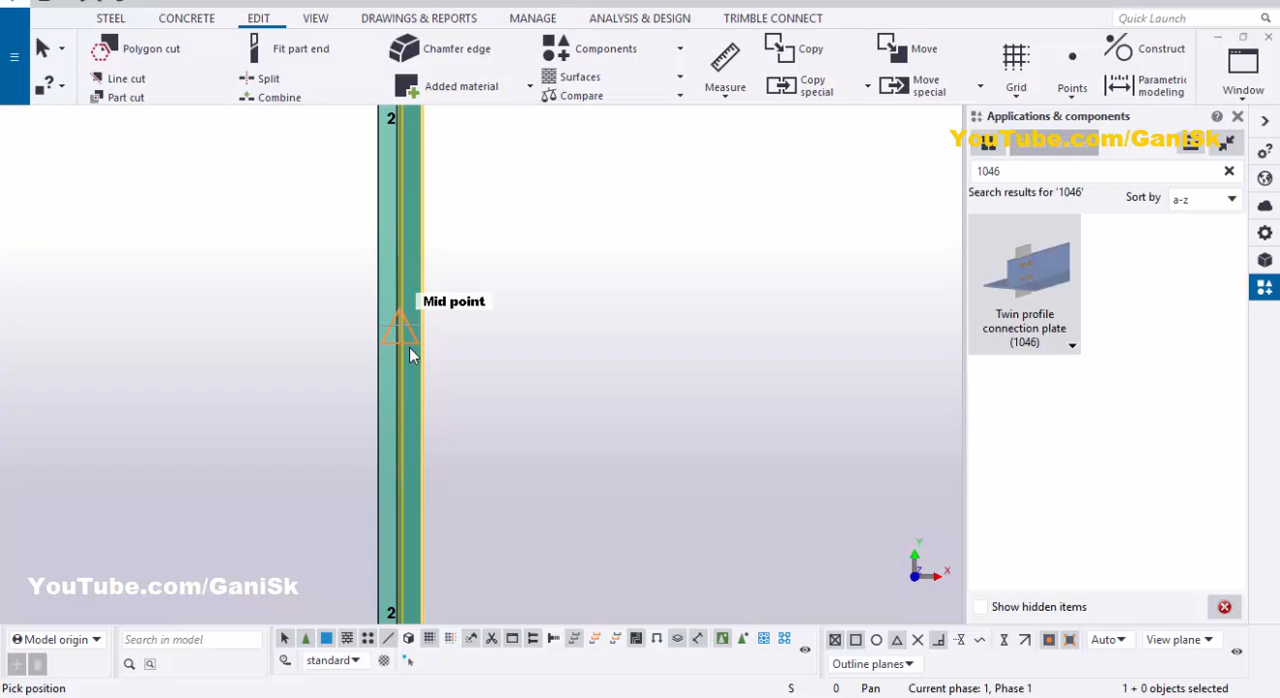 STEEL CONCRETE EDIT VIEW DRAWINGS & REPORTS MANAGE ANALYSIS & DESIGN TRIMBLE CONNECT Quick Launch
Polygon cut
Line cut
Part cut
Fit part end
Split
Combine
Chamfer edge
Added material
Components
Surfaces
Compare
Measure
Copy
Copy
special
Move
Move
special
Grid
Points
Construct
Parametric
modeling
Window
2
Mid point
2
Applications & components
YouTube.com/GaniSk
1046
Search results for '1046'
Sort by a-z
Twin profile
connection plate
(1046)
Y
X
Z
YouTube.com/GaniSk
Show hidden items
Model origin
Search in model
standard
Auto
View plane
Outline planes
Pick position S 0 Pan Current phase: 1, Phase 1 1 + 0 objects selected